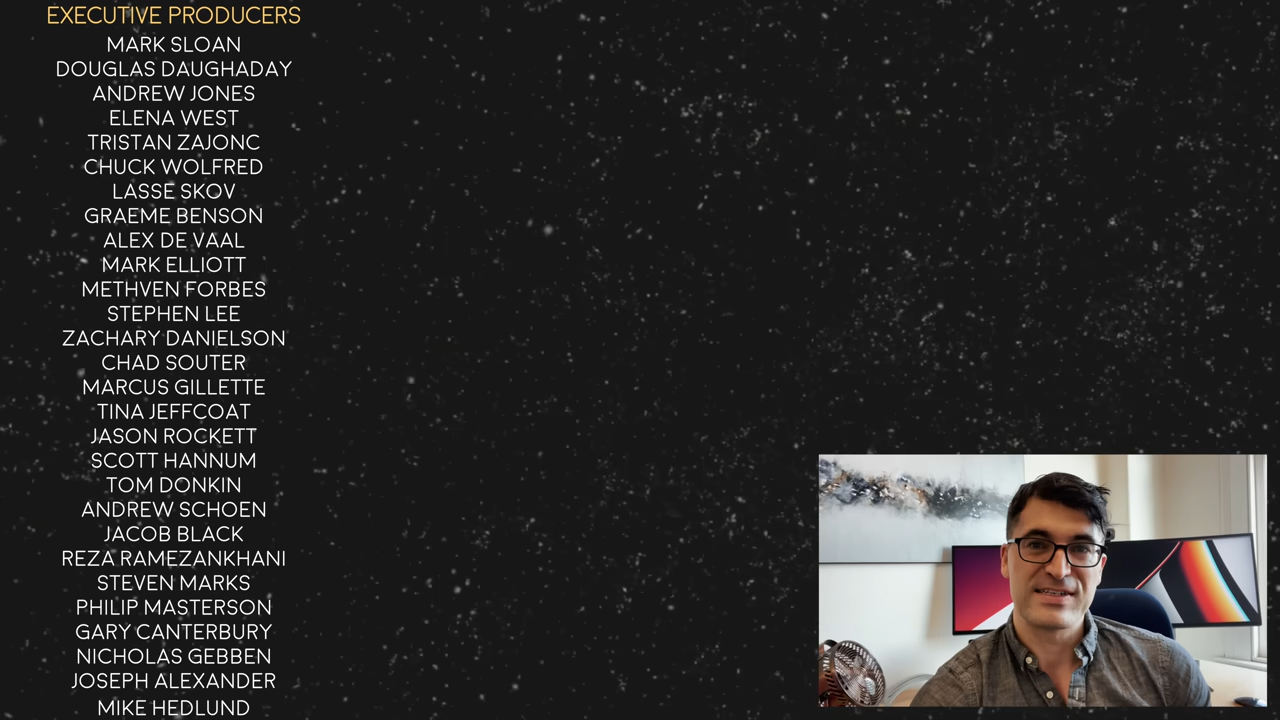 EXECUTIVE PRODUCERS
MARK SLOAN
DOUGLAS DAUGHADAY
ANDREW JONES
ELENA WEST
TRISTAN ZAJONC
CHUCK WOLFRED
LASSE SKOV
GRAEME BENSON
ALEX DE VAAL
MARK ELLIOTT
METHVEN FORBES
STEPHEN LEE
ZACHARY DANIELSON
CHAD SOUTER
MARCUS GILLETTE
TINA JEFFCOAT
JASON ROCKETT
SCOTT HANNUM
TOM DONKIN
ANDREW SCHOEN
JACOB BLACK
REZA RAMEZANKHANI
STEVEN MARKS
PHILIP MASTERSON
GARY CANTERBURY
NICHOLAS GEBBEN
JOSEPH ALEXANDER
MIKE HEDLUND